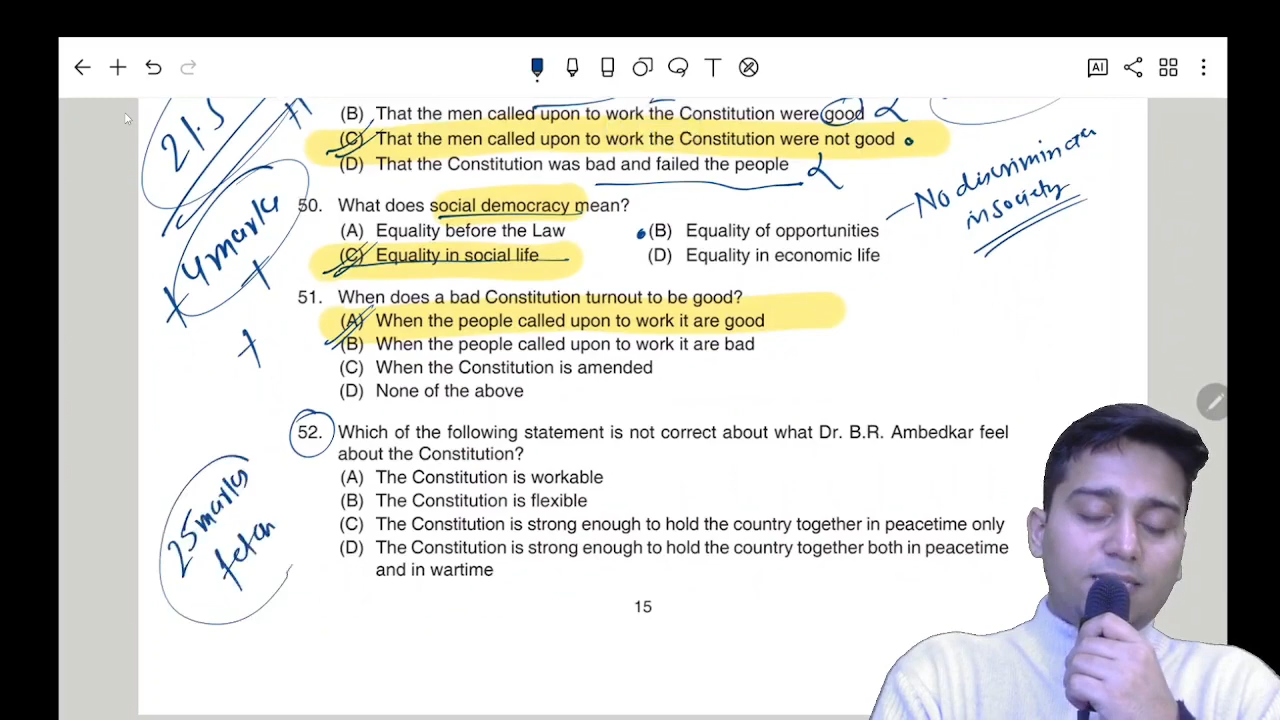 AI
21.5
(B) That the men called upon to work the Constitution were good
(C) That the men called upon to work the Constitution were not good
(D) That the Constitution was bad and failed the people
No discriminat
in society
4 marks
50. What does social democracy mean?
(A) Equality before the Law (B) Equality of opportunities
(C) Equality in social life (D) Equality in economic life
51. When does a bad Constitution turnout to be good?
(A) When the people called upon to work it are good
(B) When the people called upon to work it are bad
(C) When the Constitution is amended
(D) None of the above
52. Which of the following statement is not correct about what Dr. B.R. Ambedkar feel
about the Constitution?
(A) The Constitution is workable
(B) The Constitution is flexible
(C) The Constitution is strong enough to hold the country together in peacetime only
(D) The Constitution is strong enough to hold the country together both in peacetime
and in wartime
25 marks
15